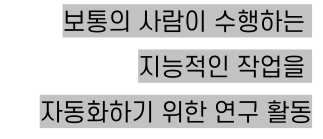 보통의 사람이 수행하는
지능적인 작업을
자동화하기 위한 연구 활동